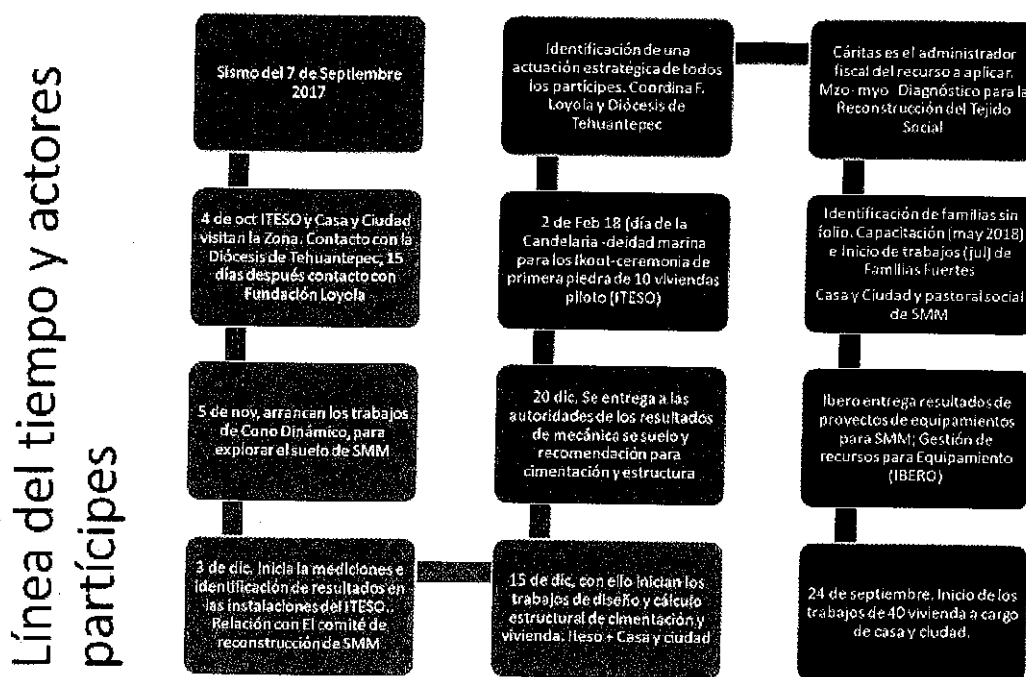 Línea del tiempo y actores
partícipes
Sismo del 7 de Septiembre
2017
4 de oct ITESO y Casa y Ciudad
visitan la Zona. Contacto con la
Diócesis de Tehuantepec; 15
días después contacto con
Fundación Loyola
5 de nov, arrancan los trabajos
de Cono Dinámico, para
explorar el suelo de SMM
3 de dic. Inicia la mediciones e
identificación de resultados en
las instalaciones del ITESO.
Relación con El comité de
reconstrucción de SMM
15 de dic, con ello inician los
trabajos de diseño y cálculo
estructural de cimentación y
vivienda. Iteso + Casa y ciudad
20 dic. Se entrega a las
autoridades de los resultados
de mecánica se suelo y
recomendación para
cimentación y estructura
2 de Feb 18 (día de la
Candelaria -deidad marina
para los Ikoot-ceremonia de
primera piedra de 10 viviendas
piloto (ITESO)
Identificación de una
actuación estratégica de todos
los partícipes. Coordina F.
Loyola y Diócesis de
Tehuantepec
Cáritas es el administrador
fiscal del recurso a aplicar.
Mzo- myo Diagnóstico para la
Reconstrucción del Tejido
Social
Identificación de familias sin
folio. Capacitación (may 2018)
e Inicio de trabajos (jul) de
Familias Fuertes
Casa y Ciudad y pastoral social
de SMM
Ibero entrega resultados de
proyectos de equipamientos
para SMM; Gestión de
recursos para Equipamiento
(IBERO)
24 de septiembre. Inicio de los
trabajos de 40 vivienda a cargo
de casa y ciudad.